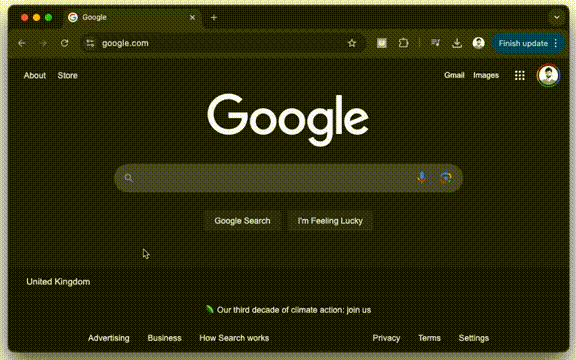 Google
google.com
Finish update
About Store
Gmail Images
Google
Google Search I'm Feeling Lucky
United Kingdom
Our third decade of climate action: join us
Advertising Business How Search works Privacy Terms Settings